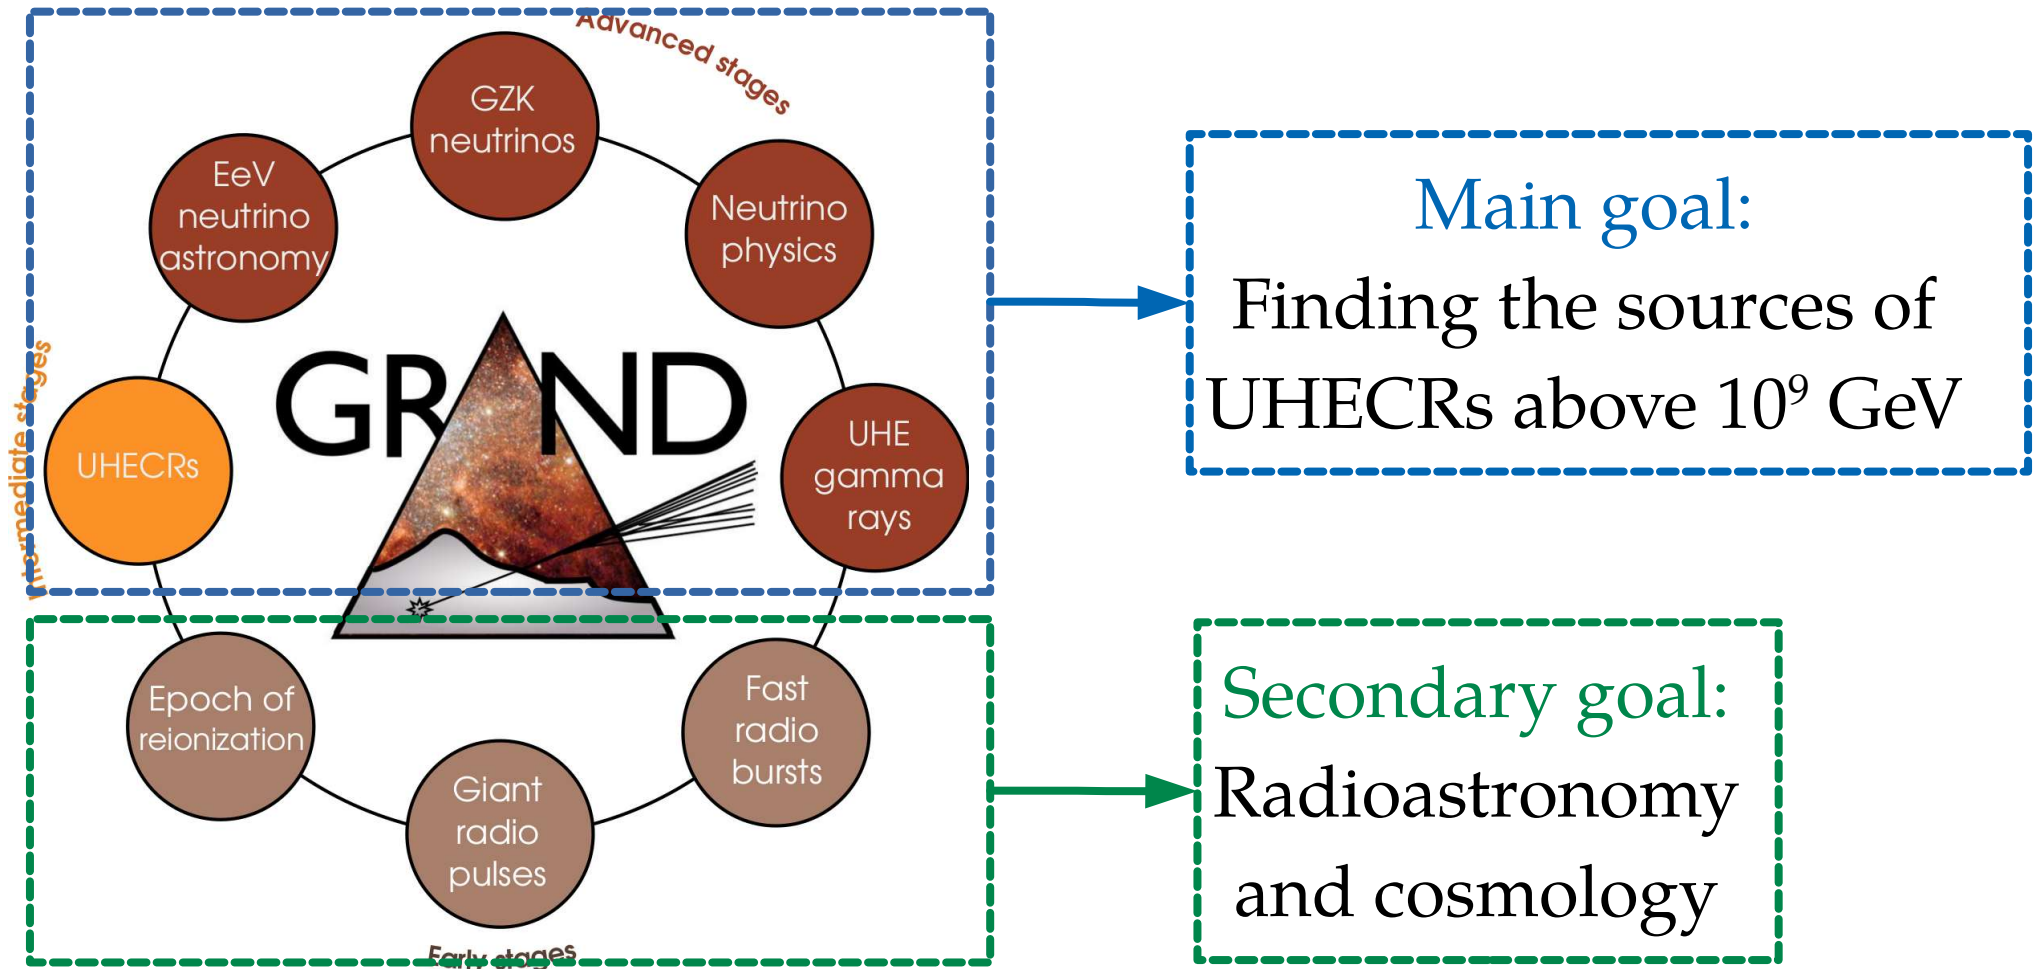 Advanced stages
GZK
neutrinos
EeV
neutrino
astronomy
Neutrino
physics
Intermediate stages
GRAND
UHECRs
UHE
gamma
rays
Epoch of
reionization
Giant
radio
pulses
Fast
radio
bursts
Early stages
Main goal:
Finding the sources of
UHECRs above 10⁹ GeV
Secondary goal:
Radioastronomy
and cosmology